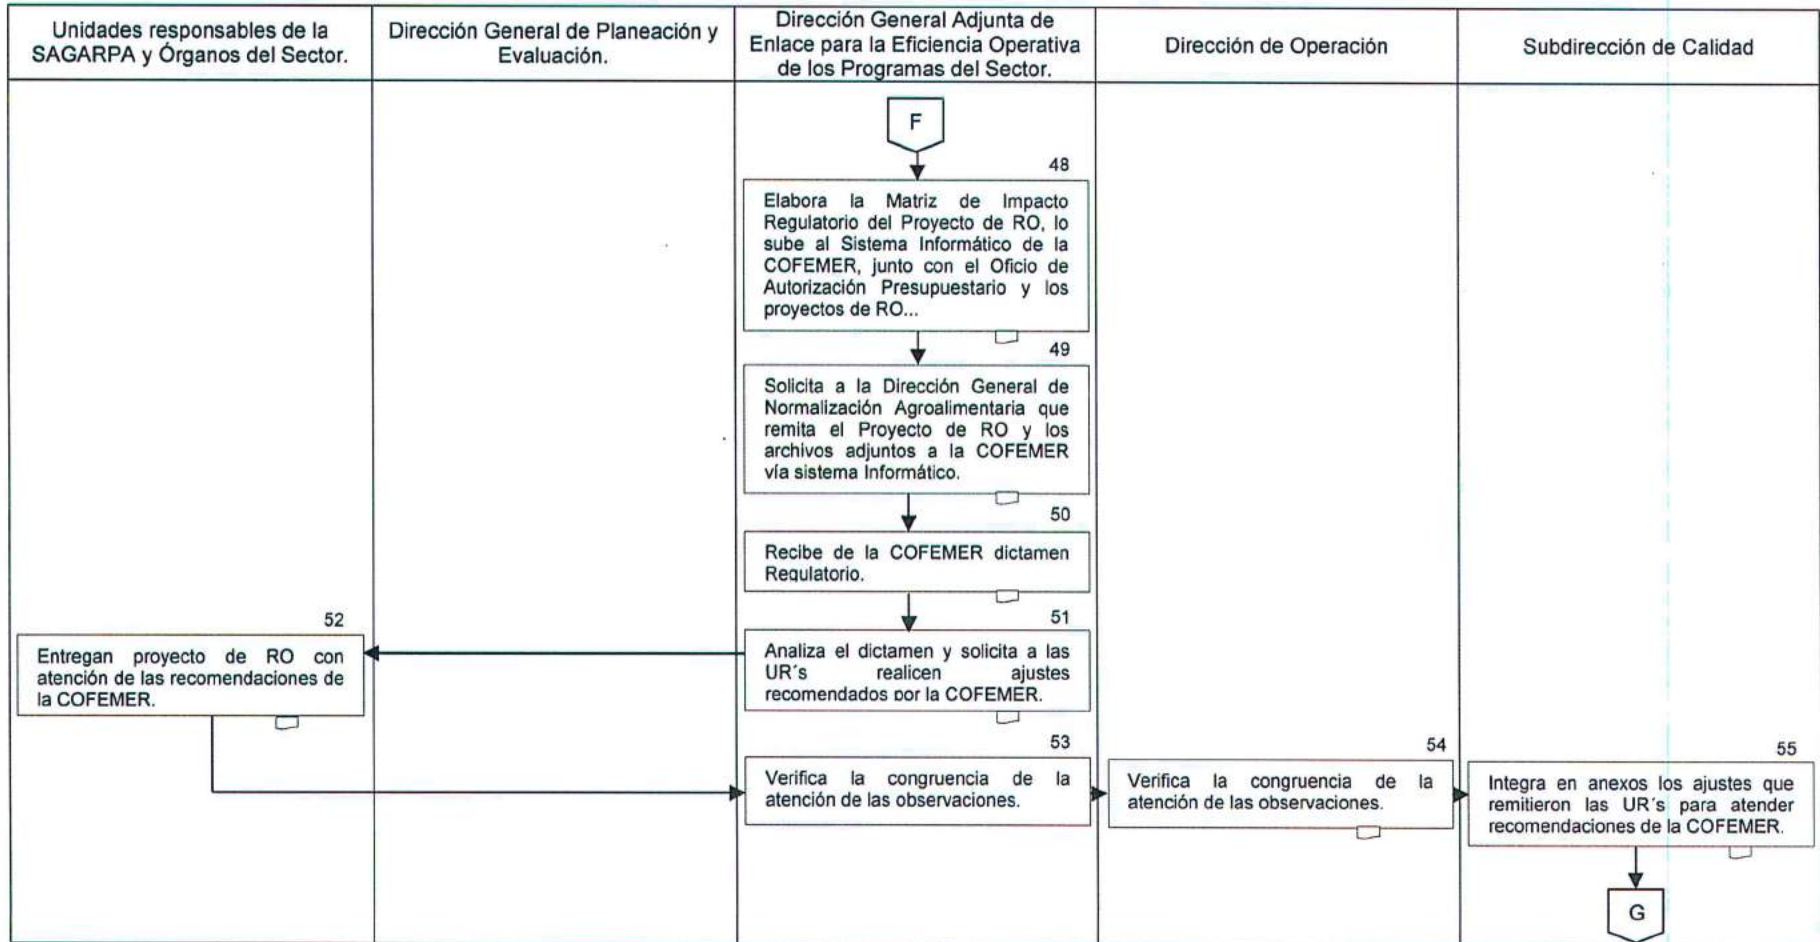 Unidades responsables de la
SAGARPA y Órganos del Sector.
Dirección General de Planeación y
Evaluación.
Dirección General Adjunta de
Enlace para la Eficiencia Operativa
de los Programas del Sector.
Dirección de Operación
Subdirección de Calidad
F
48
Elabora la Matriz de Impacto
Regulatorio del Proyecto de RO, lo
sube al Sistema Informático de la
COFEMER, junto con el Oficio de
Autorización Presupuestario y los
proyectos de RO...
49
Solicita a la Dirección General de
Normalización Agroalimentaria que
remita el Proyecto de RO y los
archivos adjuntos a la COFEMER
vía sistema Informático.
50
Recibe de la COFEMER dictamen
Regulatorio.
51
Analiza el dictamen y solicita a las
UR´s realicen ajustes
recomendados por la COFEMER.
52
Entregan proyecto de RO con
atención de las recomendaciones de
la COFEMER.
53
Verifica la congruencia de la
atención de las observaciones.
54
Verifica la congruencia de la
atención de las observaciones.
55
Integra en anexos los ajustes que
remitieron las UR´s para atender
recomendaciones de la COFEMER.
G